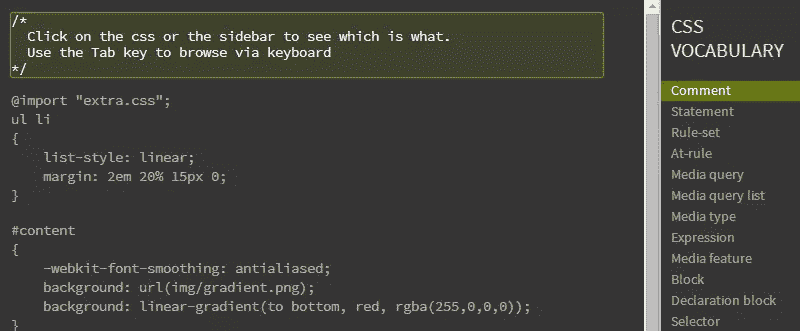 /*
  Click on the css or the sidebar to see which is what.
  Use the Tab key to browse via keyboard
*/
@import "extra.css";
ul li
{
    list-style: linear;
    margin: 2em 20% 15px 0;
}
#content
{
    -webkit-font-smoothing: antialiased;
    background: url(img/gradient.png);
    background: linear-gradient(to bottom, red, rgba(255,0,0,0));
}
CSS
VOCABULARY
Comment
Statement
Rule-set
At-rule
Media query
Media query list
Media type
Expression
Media feature
Block
Declaration block
Selector